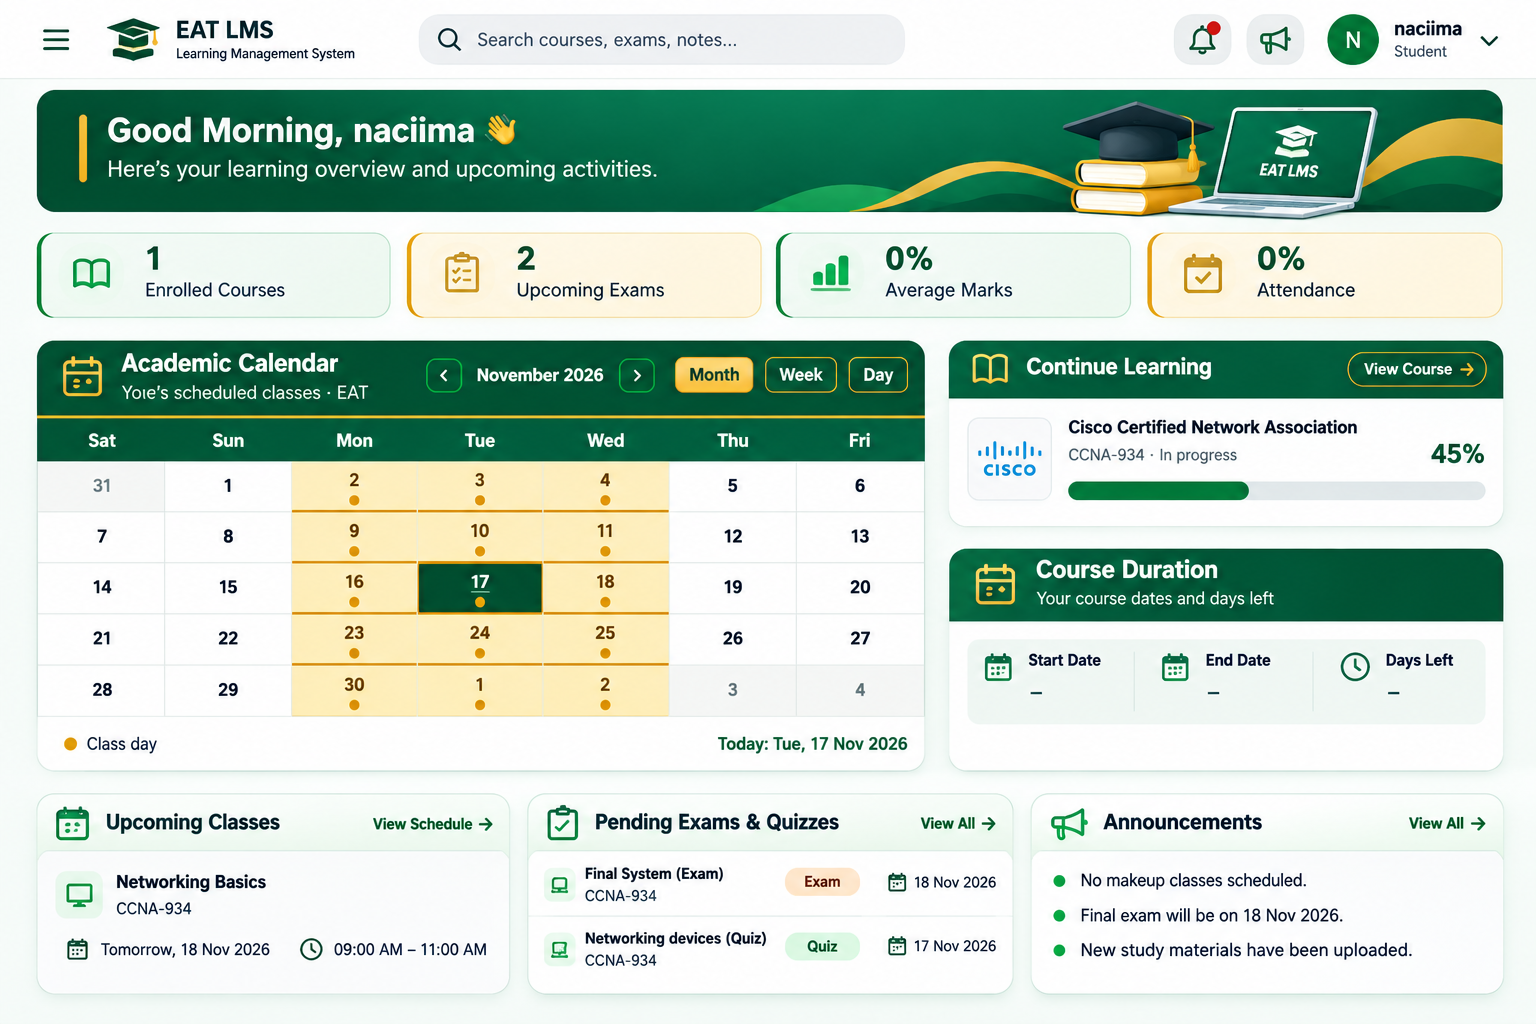 EAT LMS
Learning Management System
Search courses, exams, notes...
N
naciima
Student
Good Morning, naciima 👋
Here's your learning overview and upcoming activities.
EAT LMS
1
Enrolled Courses
2
Upcoming Exams
0%
Average Marks
0%
Attendance
Academic Calendar
scheduled classes · EAT
November 2026
Month
Week
Day
Sat Sun Mon Tue Wed Thu Fri
31 1 2 3 4 5 6
7 8 9 10 11 12 13
14 15 16 17 18 19 20
21 22 23 24 25 26 27
28 29 30 1 2 3 4
Class day
Today: Tue, 17 Nov 2026
Continue Learning
View Course →
CISCO
Cisco Certified Network Association
CCNA-934 · In progress
45%
Course Duration
Your course dates and days left
Start Date
–
End Date
–
Days Left
–
Upcoming Classes
View Schedule →
Networking Basics
CCNA-934
Tomorrow, 18 Nov 2026
09:00 AM – 11:00 AM
Pending Exams & Quizzes
View All →
Final System (Exam)
CCNA-934
Exam
18 Nov 2026
Networking devices (Quiz)
CCNA-934
Quiz
17 Nov 2026
Announcements
View All →
No makeup classes scheduled.
Final exam will be on 18 Nov 2026.
New study materials have been uploaded.